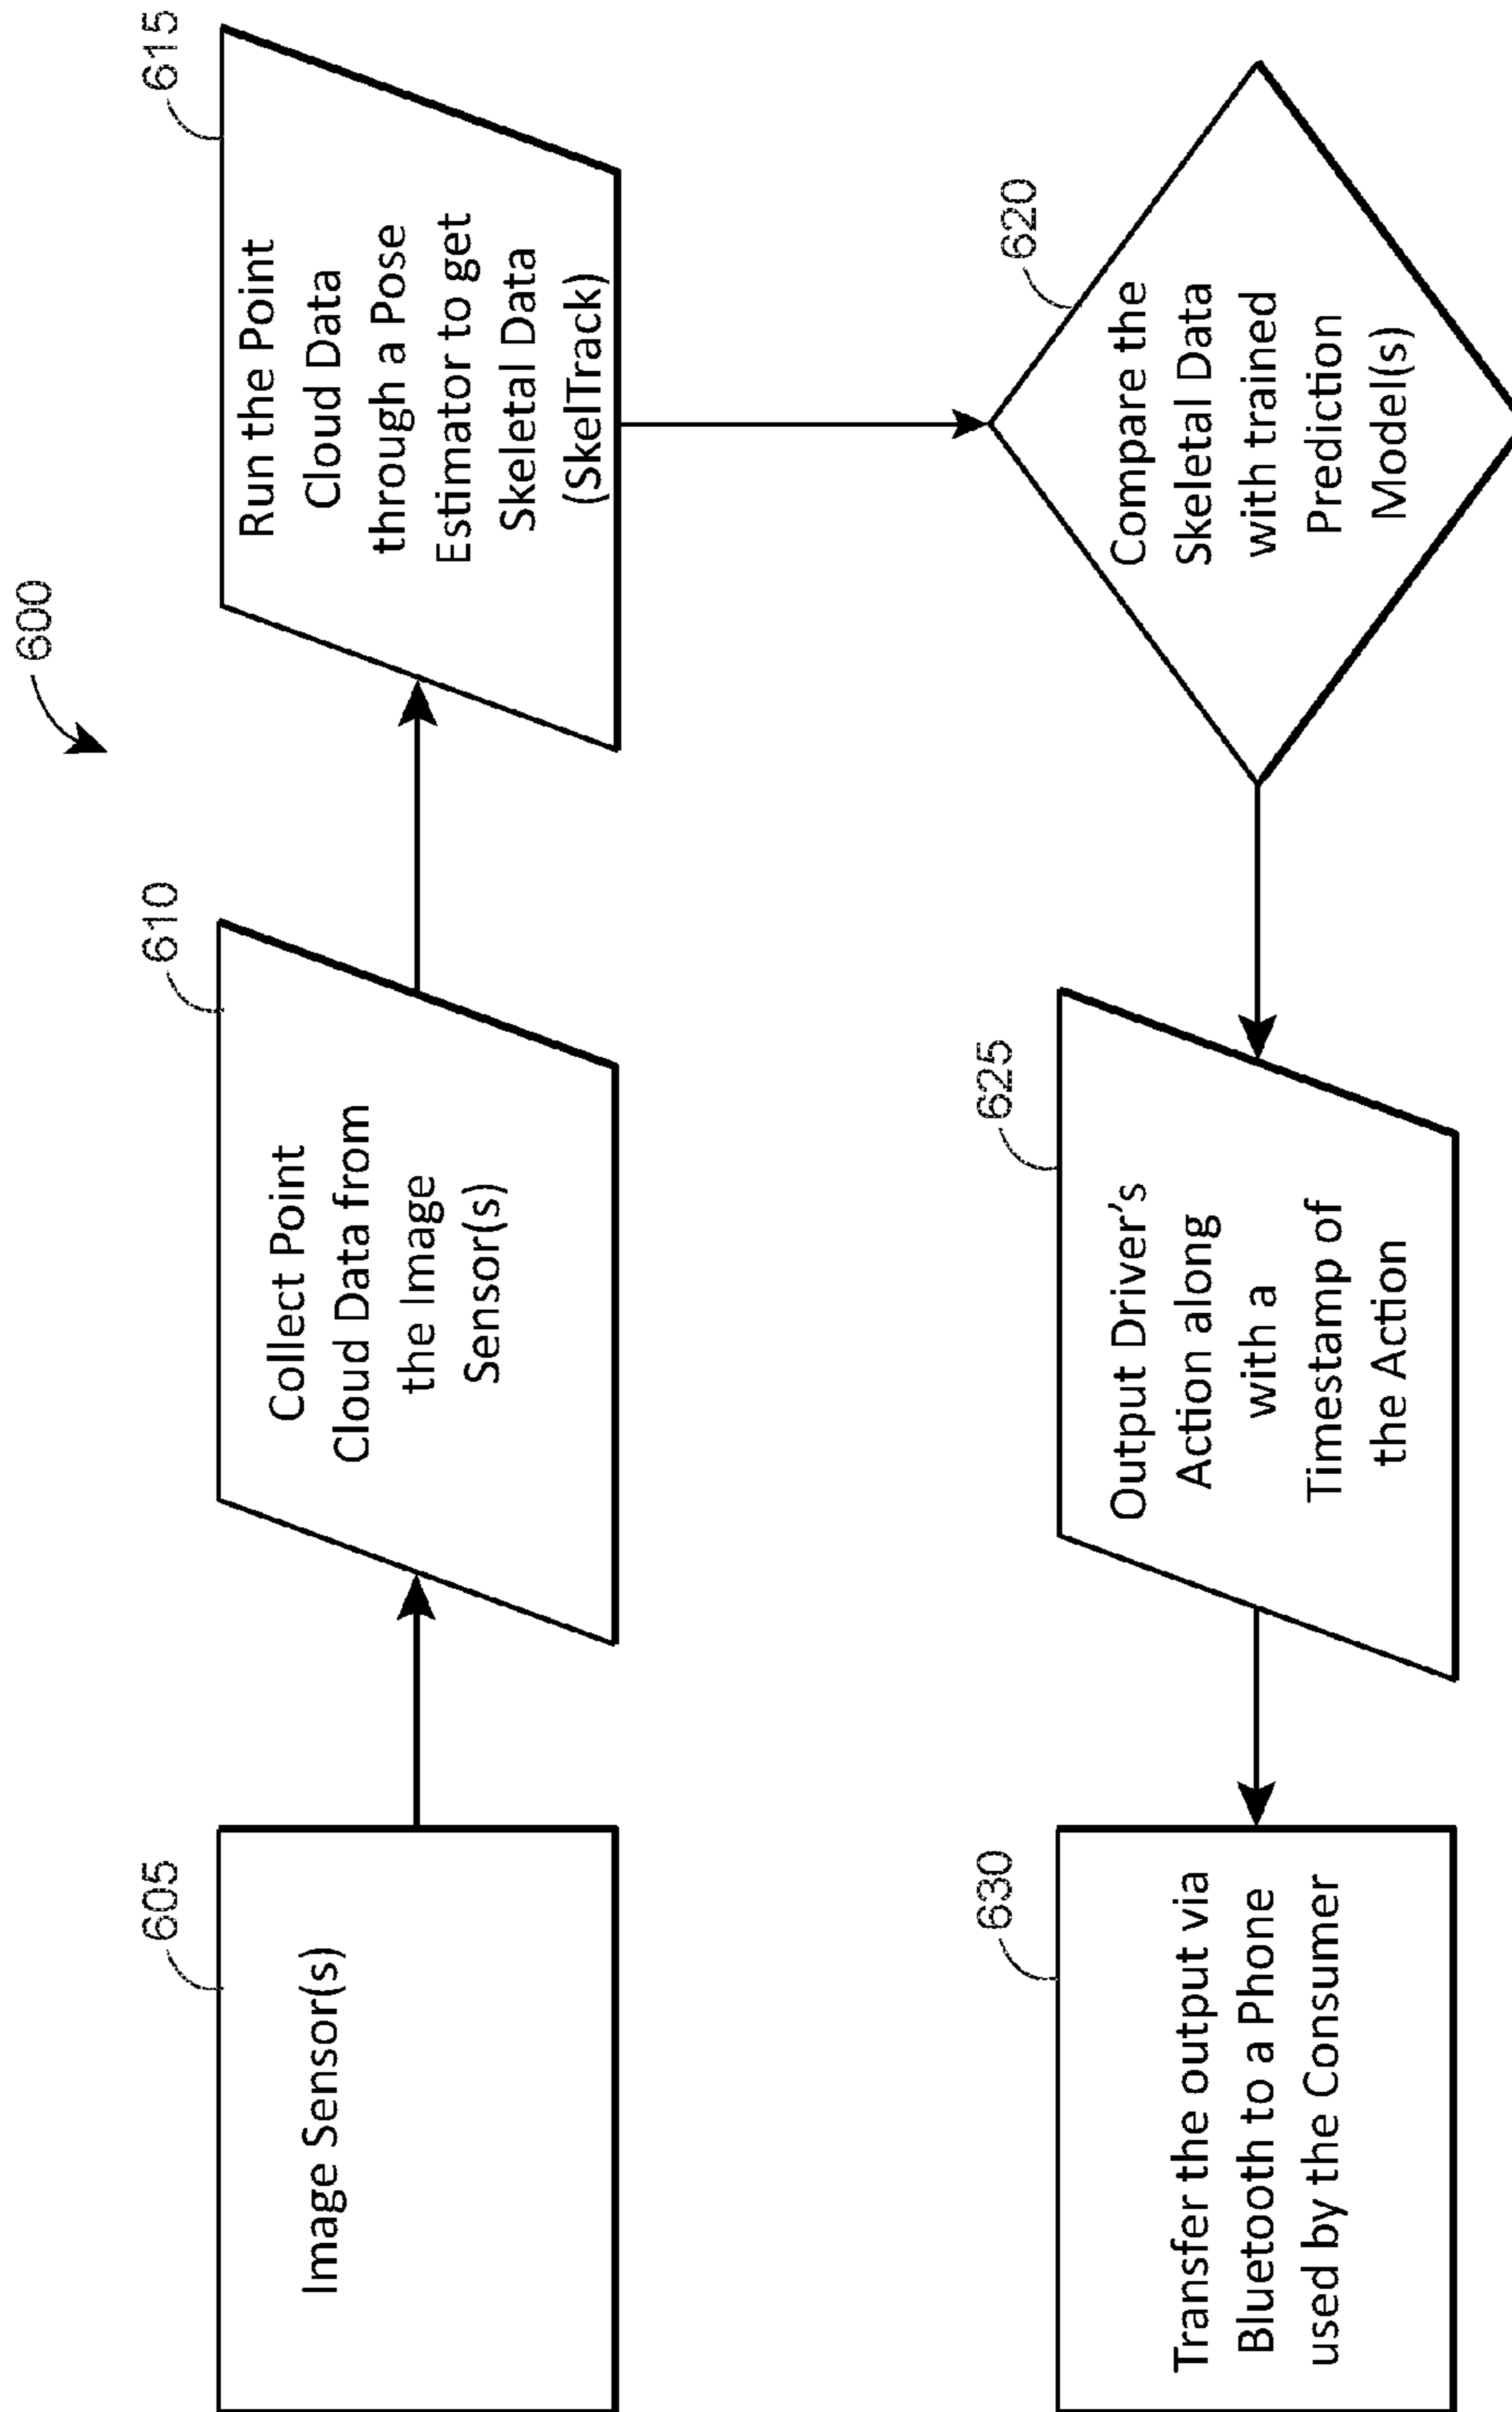 600
605
Image Sensor(s)
610
Collect Point
Cloud Data from
the Image
Sensor(s)
615
Run the Point
Cloud Data
through a Pose
Estimator to get
Skeletal Data
(SkelTrack)
620
Compare the
Skeletal Data
with trained
Prediction
Model(s)
625
Output Driver's
Action along
with a
Timestamp of
the Action
630
Transfer the output via
Bluetooth to a Phone
used by the Consumer